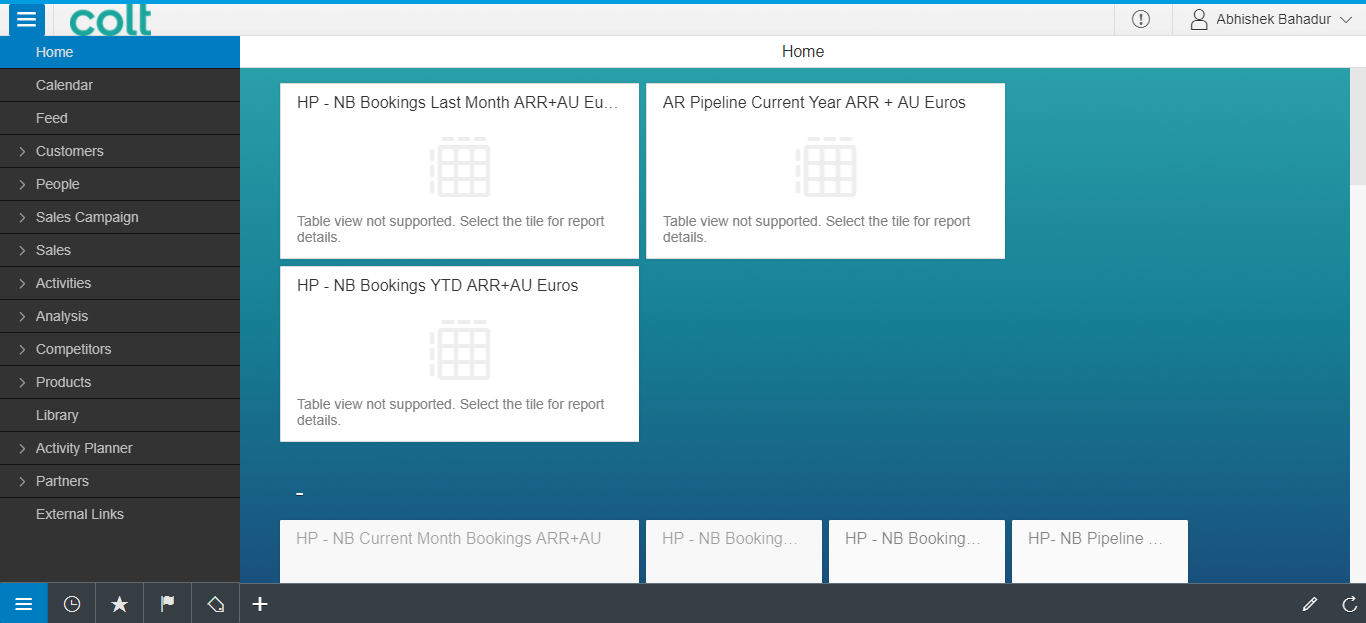 colt
Abhishek Bahadur
Home
Calendar
Feed
Customers
People
Sales Campaign
Sales
Activities
Analysis
Competitors
Products
Library
Activity Planner
Partners
External Links
Home
HP - NB Bookings Last Month ARR+AU Eu...
Table view not supported. Select the tile for report
details.
AR Pipeline Current Year ARR + AU Euros
Table view not supported. Select the tile for report
details.
HP - NB Bookings YTD ARR+AU Euros
Table view not supported. Select the tile for report
details.
-
HP - NB Current Month Bookings ARR+AU
HP - NB Booking...
HP - NB Booking...
HP- NB Pipeline ...